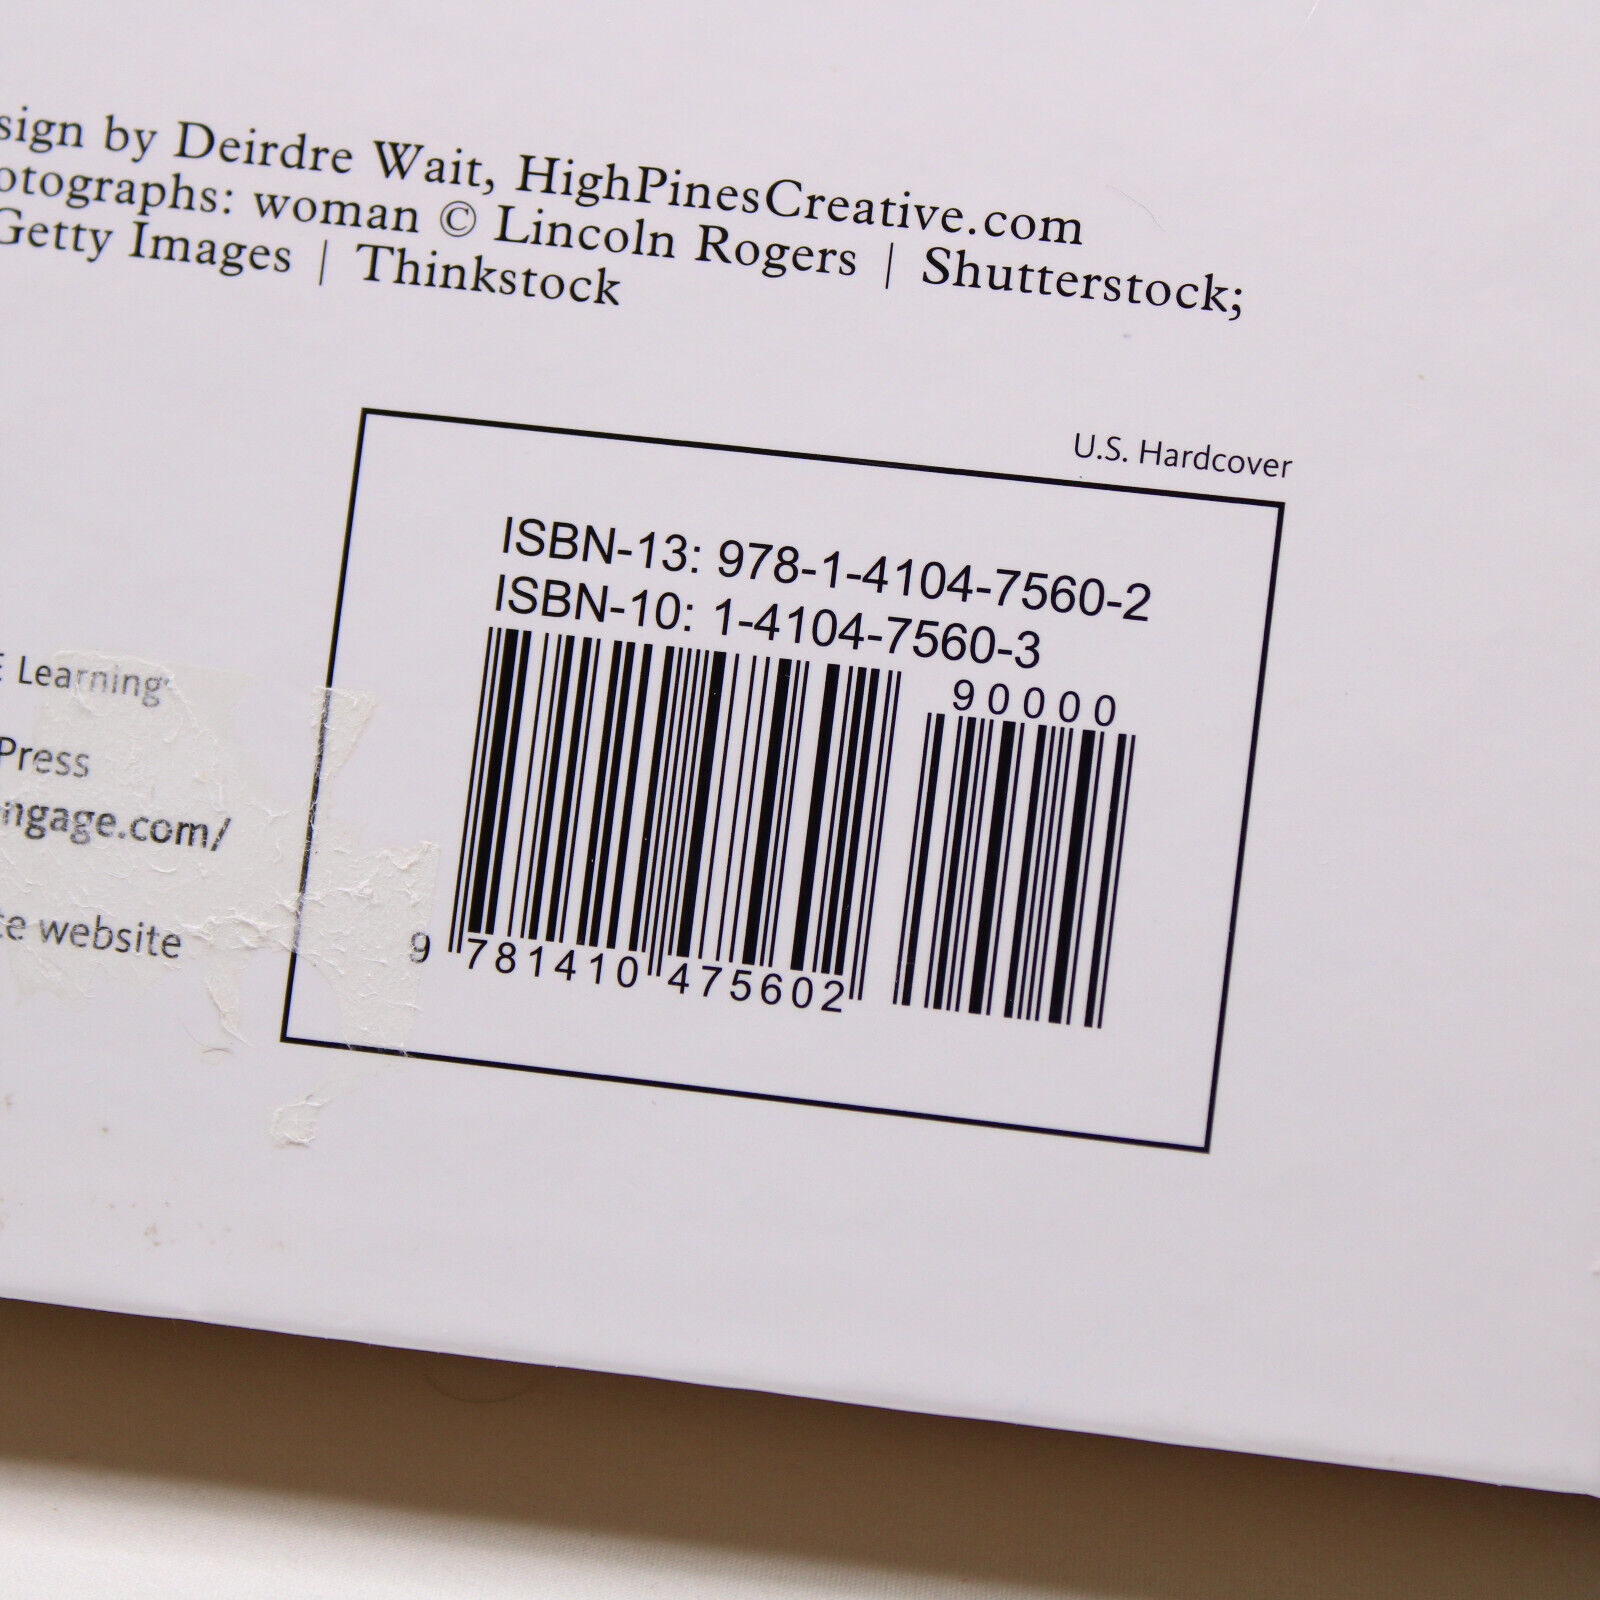 sign by Deirdre Wait, HighPinesCreative.com
otographs: woman © Lincoln Rogers | Shutterstock;
Getty Images | Thinkstock
U.S. Hardcover
ISBN-13: 978-1-4104-7560-2
ISBN-10: 1-4104-7560-3
90000
9 781410 475602
E Learning
Press
ngage.com/
te website